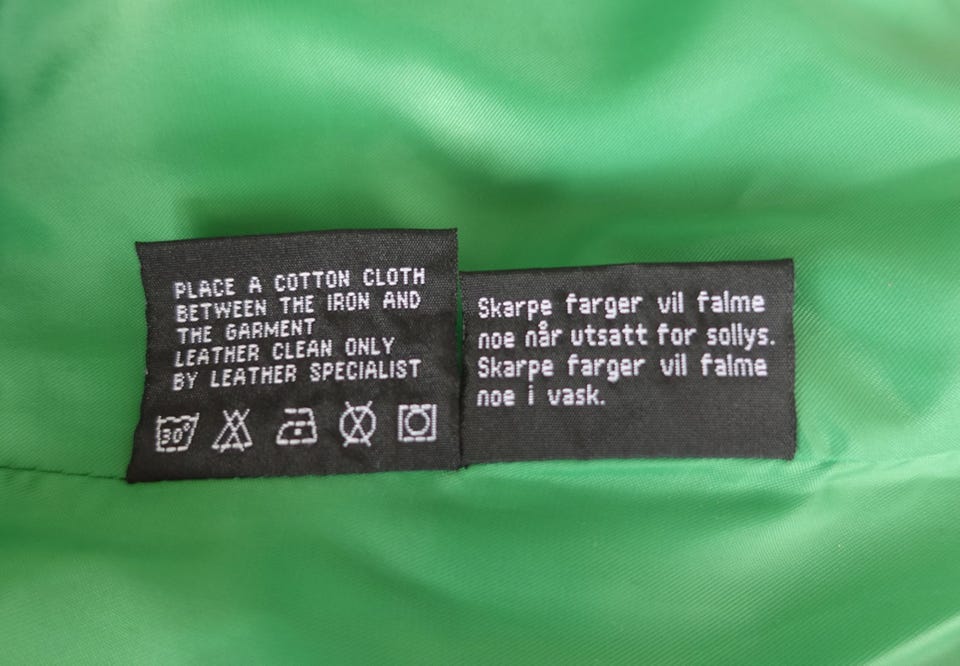 PLACE A COTTON CLOTH
BETWEEN THE IRON AND
THE GARMENT
LEATHER CLEAN ONLY
BY LEATHER SPECIALIST
30°
Skarpe farger vil falme
noe når utsatt for sollys.
Skarpe farger vil falme
noe i vask.